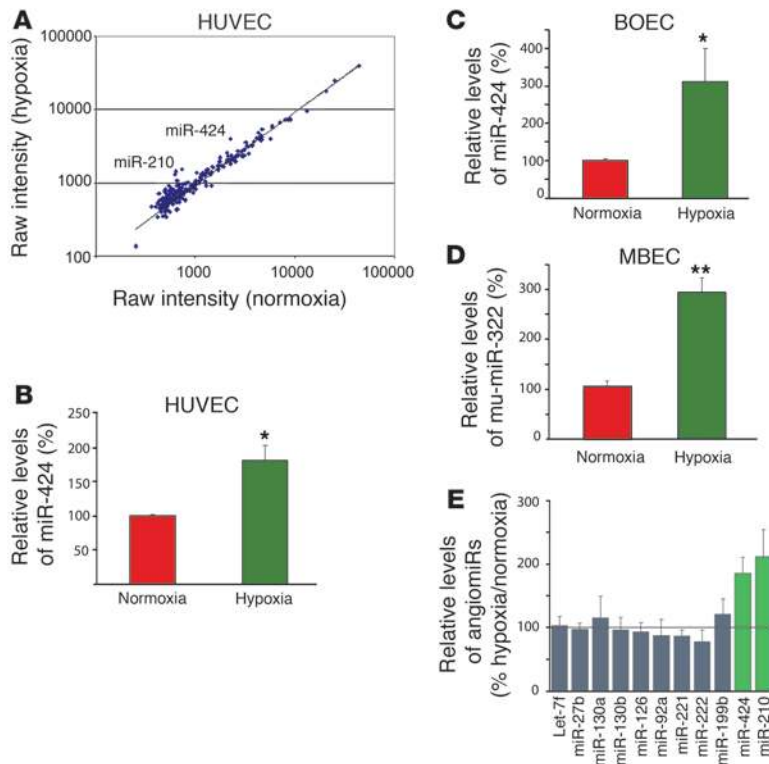 A
HUVEC
Raw intensity (hypoxia)
100000
10000
1000
100
miR-424
miR-210
1000
10000
100000
Raw intensity (normoxia)
B
HUVEC
Relative levels
of miR-424 (%)
250
200
150
100
50
Normoxia
Hypoxia
*
C
BOEC
Relative levels
of miR-424 (%)
400
300
200
100
0
Normoxia
Hypoxia
*
D
MBEC
Relative levels
of mu-miR-322 (%)
300
200
100
0
Normoxia
Hypoxia
**
E
Relative levels
of angiomiRs
(% hypoxia/normoxia)
300
200
100
0
Let-7f
miR-27b
miR-130a
miR-130b
miR-126
miR-92a
miR-221
miR-222
miR-199b
miR-424
miR-210